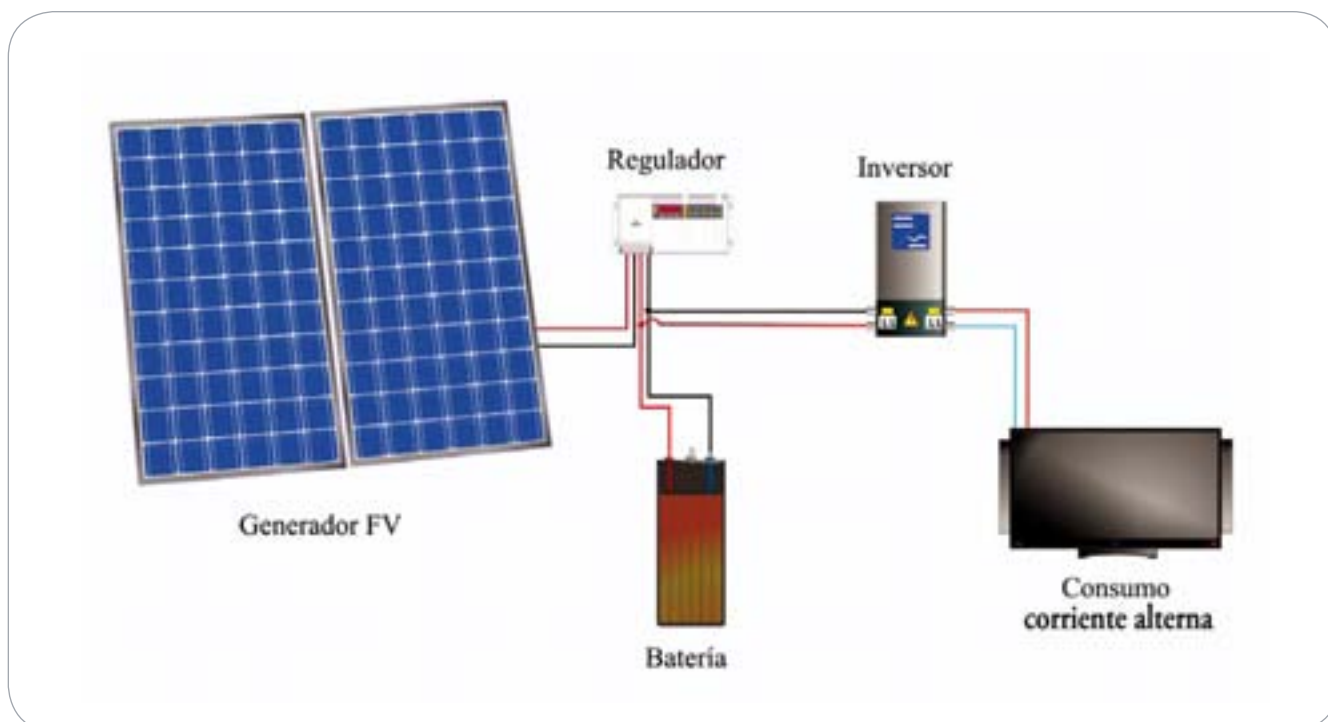 Regulador
Inversor
Generador FV
Batería
Consumo
corriente alterna